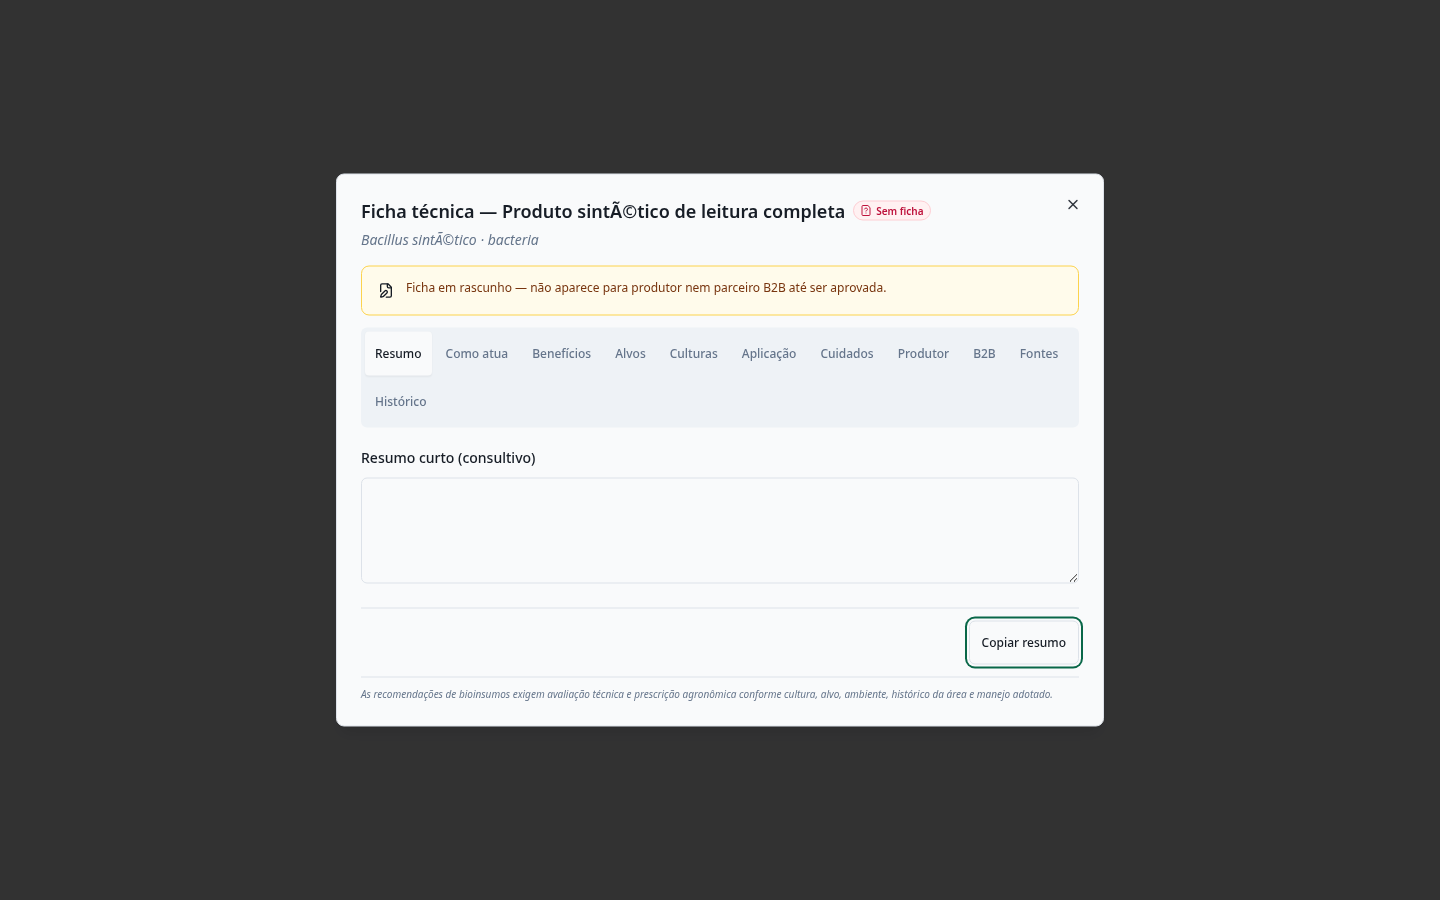 Ficha técnica — Produto sintÃ©tico de leitura completa
Sem ficha
Bacillus sintÃ©tico · bacteria
Ficha em rascunho — não aparece para produtor nem parceiro B2B até ser aprovada.
Resumo Como atua Benefícios Alvos Culturas Aplicação Cuidados Produtor B2B Fontes
Histórico
Resumo curto (consultivo)
Copiar resumo
As recomendações de bioinsumos exigem avaliação técnica e prescrição agronômica conforme cultura, alvo, ambiente, histórico da área e manejo adotado.